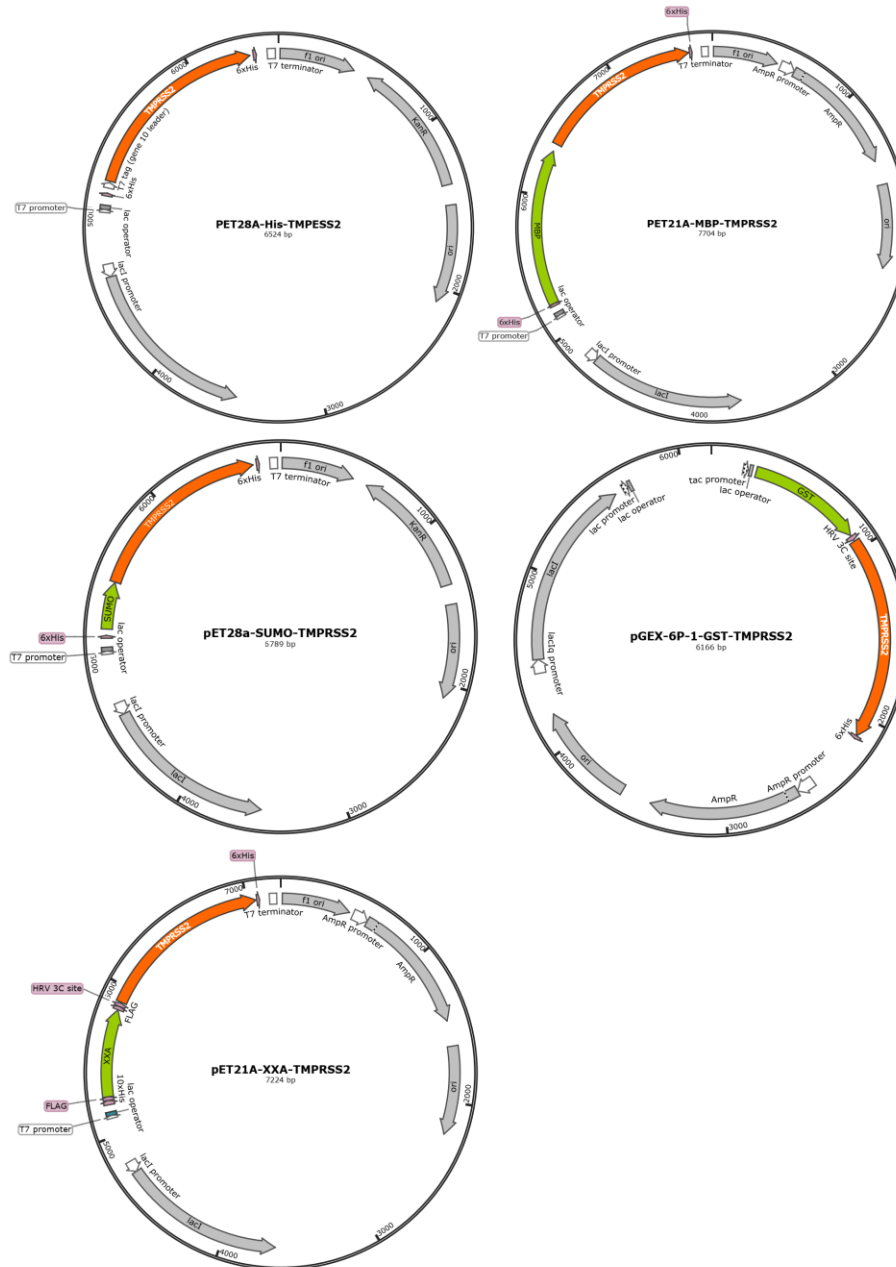 6xHis
T7 terminator
f1 ori
KanR
1000
ori
2000
3000
4000
lacI promoter
lac operator
T7 promoter
6xHis
T7 tag (gene 10 leader)
TMPRSS2
6000
PET28A-His-TMPESS2
6524 bp
6xHis
T7 terminator
f1 ori
AmpR promoter
AmpR
1000
ori
3000
4000
lacI
lacI promoter
5000
T7 promoter
6xHis
lac operator
MBP
6000
TMPRSS2
7000
PET21A-MBP-TMPRSS2
7704 bp
6xHis
T7 terminator
f1 ori
KanR
1000
ori
2000
3000
4000
lacI
lacI promoter
T7 promoter
6xHis
lac operator
SUMO
TMPRSS2
6000
pET28a-SUMO-TMPRSS2
tac promoter
lac operator
GST
HRV 3C site
1000
TMPRSS2
2000
6xHis
AmpR promoter
AmpR
3000
ori
4000
lacIq promoter
lacI
5000
lac promoter
lac operator
6000
pGEX-6P-1-GST-TMPRSS2
6166 bp
6xHis
T7 terminator
f1 ori
AmpR promoter
AmpR
1000
ori
2000
3000
4000
lacI
lacI promoter
5000
T7 promoter
lac operator
10xHis
FLAG
XXA
FLAG
HRV 3C site
TMPRSS2
7000
pET21A-XXA-TMPRSS2
7224 bp